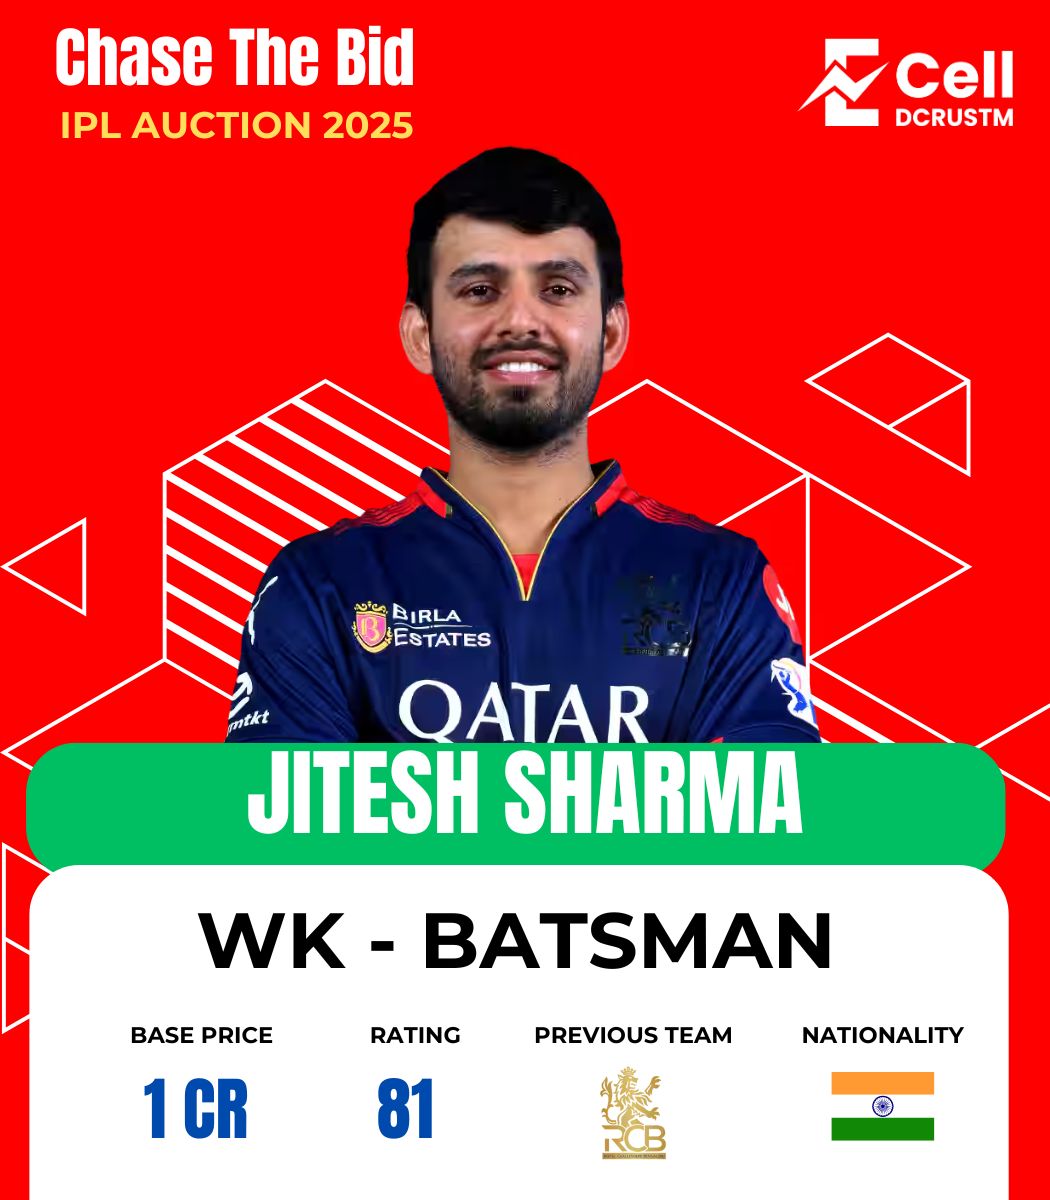 Chase The Bid
IPL AUCTION 2025
Cell
DCRUSTM
BIRLA
ESTATES
QATAR
JITESH SHARMA
WK - BATSMAN
BASE PRICE
RATING
PREVIOUS TEAM
NATIONALITY
1 CR
81
RCB